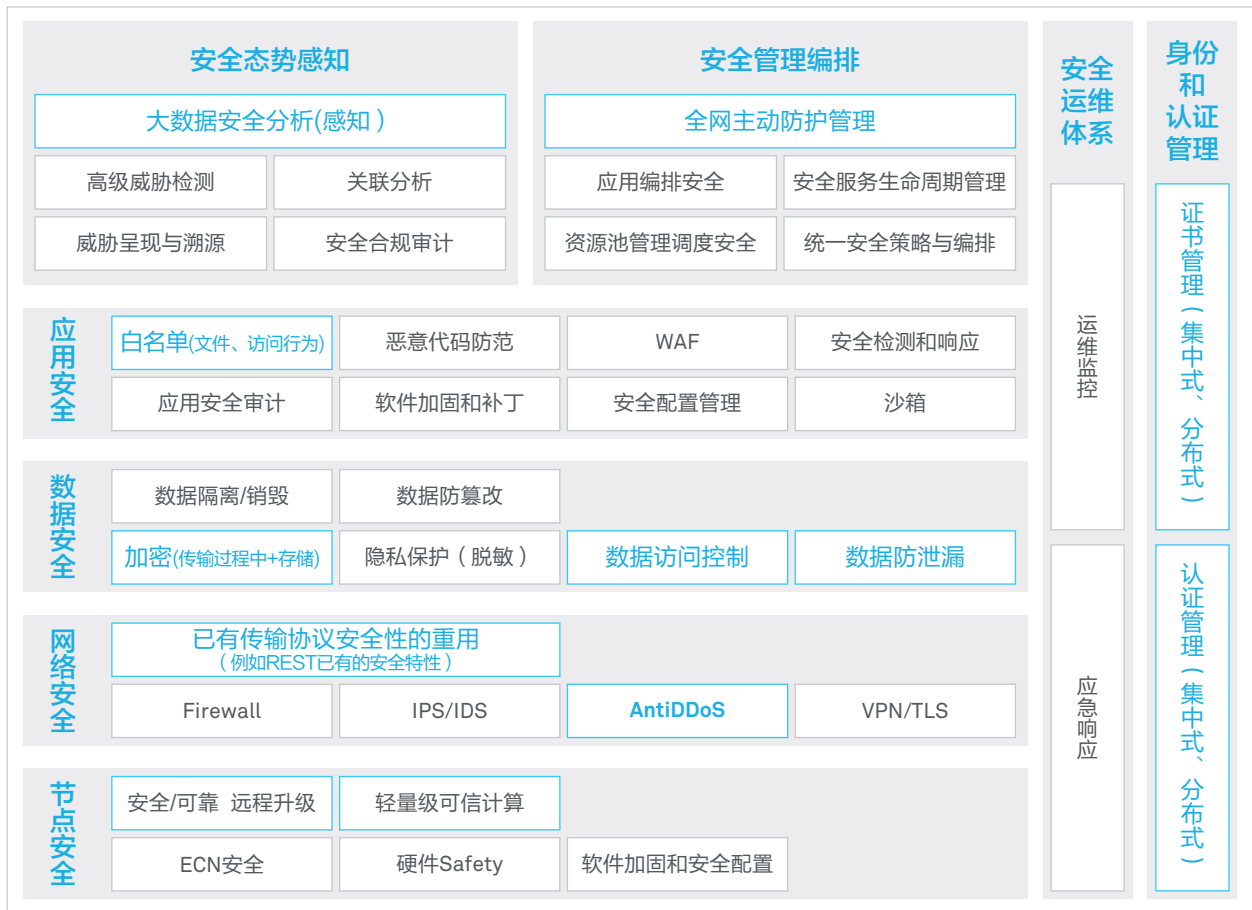 安全态势感知
大数据安全分析(感知）
高级威胁检测
关联分析
威胁呈现与溯源
安全合规审计
安全管理编排
全网主动防护管理
应用编排安全
安全服务生命周期管理
资源池管理调度安全
统一安全策略与编排
应用安全
白名单(文件、访问行为)
恶意代码防范
WAF
安全检测和响应
应用安全审计
软件加固和补丁
安全配置管理
沙箱
数据安全
数据隔离/销毁
数据防篡改
加密(传输过程中+存储)
隐私保护（脱敏）
数据访问控制
数据防泄漏
网络安全
已有传输协议安全性的重用
（例如REST已有的安全特性）
Firewall
IPS/IDS
AntiDDoS
VPN/TLS
节点安全
安全/可靠 远程升级
轻量级可信计算
ECN安全
硬件Safety
软件加固和安全配置
安全
运维
体系
运维监控
应急响应
身份
和
认证
管理
证书管理（集中式、分布式）
认证管理（集中式、分布式）